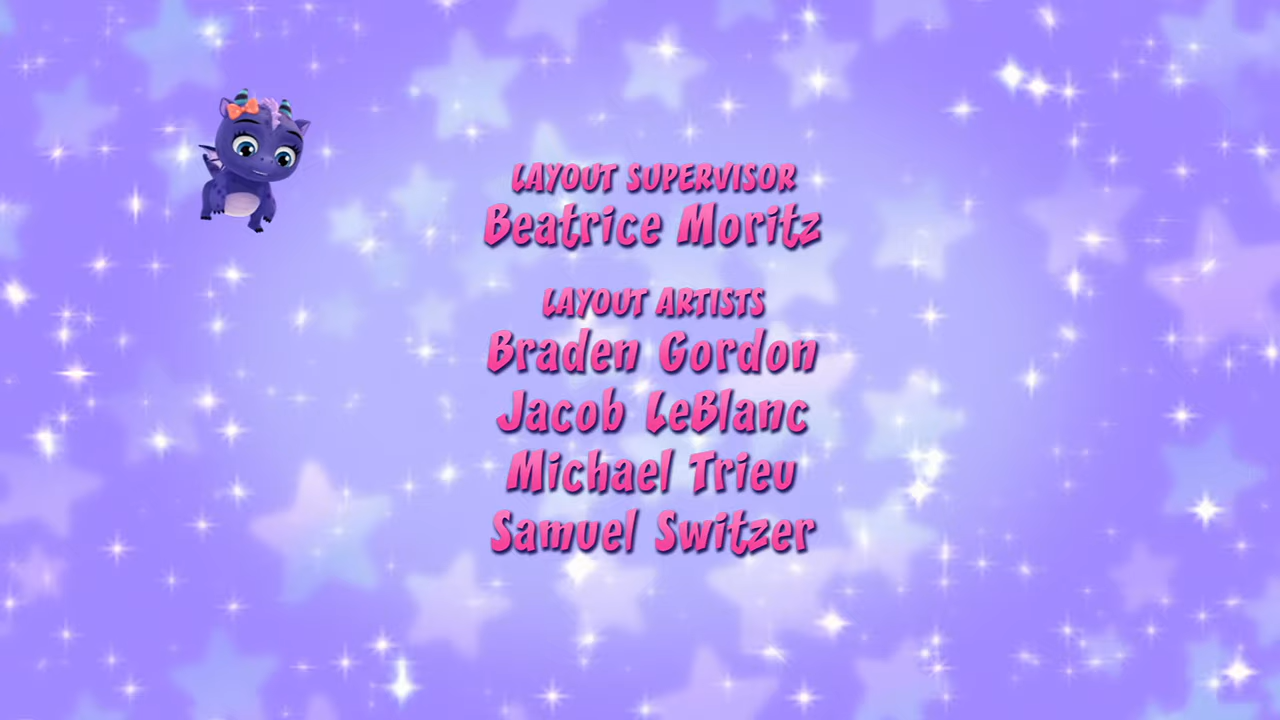 LAYOUT SUPERVISOR
Beatrice Moritz
LAYOUT ARTISTS
Braden Gordon
Jacob LeBlanc
Michael Trieu
Samuel Switzer